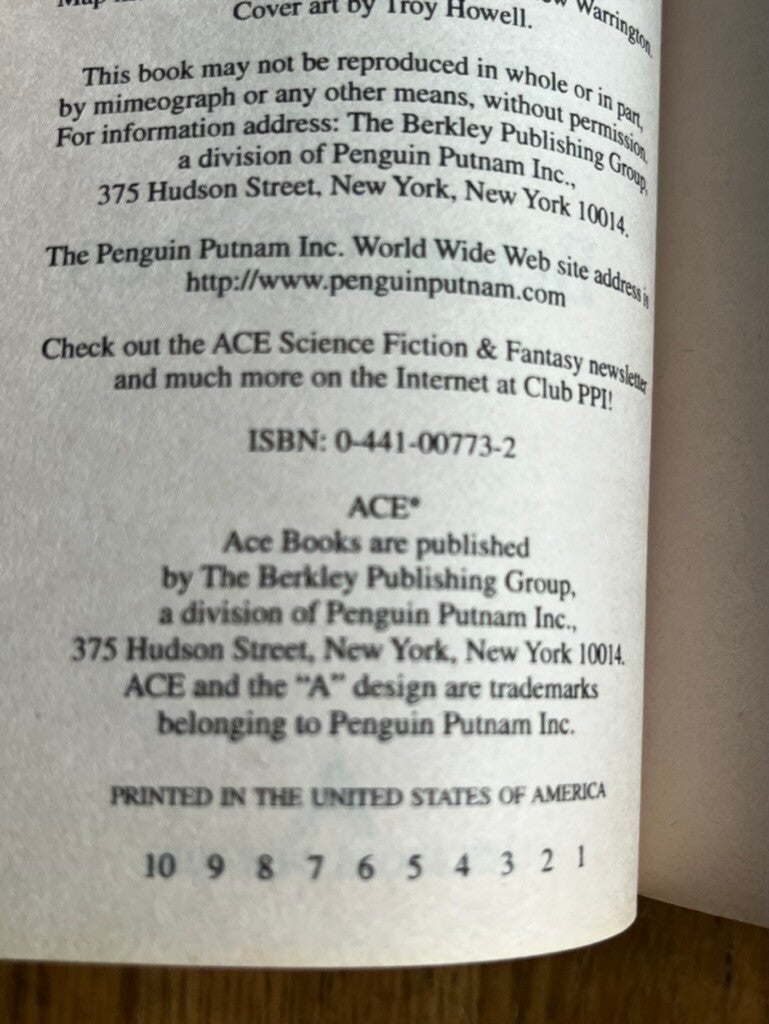 Cover art by Troy Howell.
Warrington.
This book may not be reproduced in whole or in part,
by mimeograph or any other means, without permission.
For information address: The Berkley Publishing Group,
a division of Penguin Putnam Inc.,
375 Hudson Street, New York, New York 10014.
The Penguin Putnam Inc. World Wide Web site address is
http://www.penguinputnam.com
Check out the ACE Science Fiction & Fantasy newsletter
and much more on the Internet at Club PPI!
ISBN: 0-441-00773-2
ACE®
Ace Books are published
by The Berkley Publishing Group,
a division of Penguin Putnam Inc.,
375 Hudson Street, New York, New York 10014.
ACE and the “A” design are trademarks
belonging to Penguin Putnam Inc.
PRINTED IN THE UNITED STATES OF AMERICA
10 9 8 7 6 5 4 3 2 1